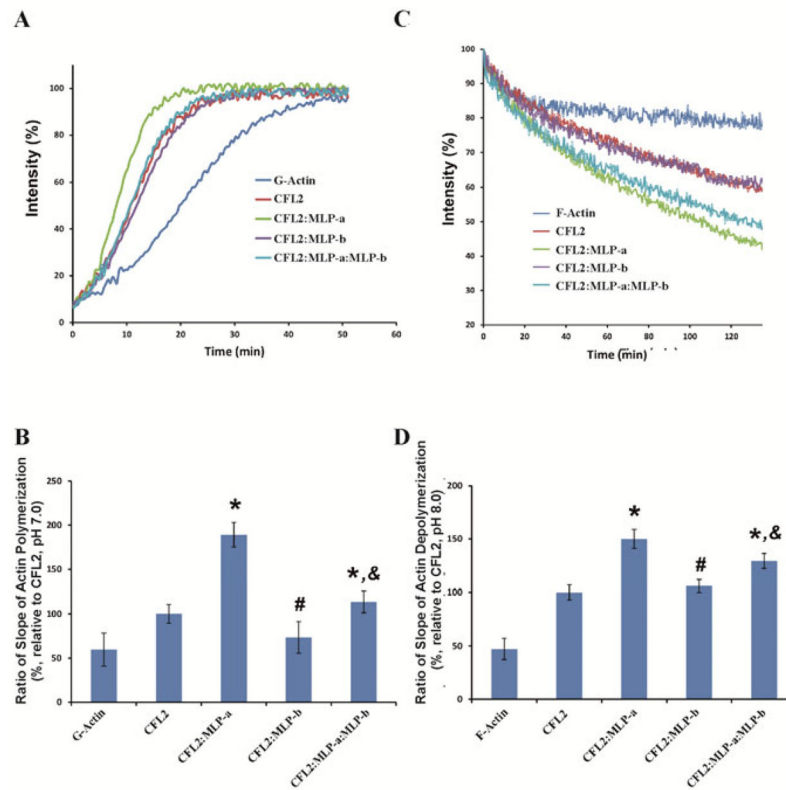 A
Intensity (%)
100
80
60
40
20
0
0 10 20 30 40 50 60
Time (min)
G-Actin
CFL2
CFL2:MLP-a
CFL2:MLP-b
CFL2:MLP-a:MLP-b
C
Intensity (%)
100
90
80
70
60
50
40
30
20
0 20 40 60 80 100 120
Time (min)
F-Actin
CFL2
CFL2:MLP-a
CFL2:MLP-b
CFL2:MLP-a:MLP-b
B
Ratio of Slope of Actin Polymerization
(%, relative to CFL2, pH 7.0)
250
200
150
100
50
0
*
#
*,&
G-Actin
CFL2
CFL2:MLP-a
CFL2:MLP-b
CFL2:MLP-a:MLP-b
D
Ratio of Slope of Actin Depolymerization
(%, relative to CFL2, pH 8.0)
200
150
100
50
0
*
#
*,&
F-Actin
CFL2
CFL2:MLP-a
CFL2:MLP-b
CFL2:MLP-a:MLP-b